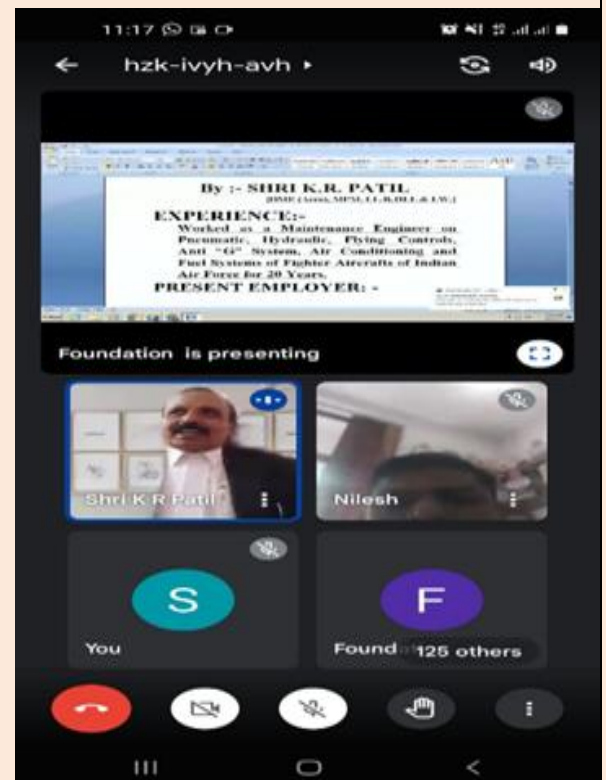 11:17
hzk-ivyh-avh
By :- SHRI K.R. PATIL
EXPERIENCE:-
Worked as a Maintenance Engineer on
Pneumatic, Hydraulic, Flying Controls,
Anti "G" System, Air Conditioning and
Fuel Systems of Fighter Aircrafts of Indian
Air Force for 20 Years.
PRESENT EMPLOYER: -
Foundation is presenting
Shri K R Patil
Nilesh
S
You
F
Found
125 others